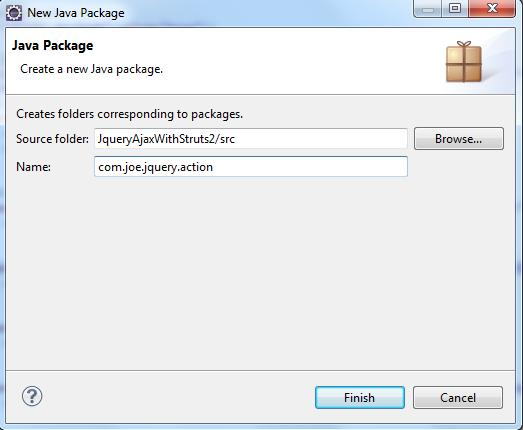 New Java Package
Java Package
Create a new Java package.
Creates folders corresponding to packages.
Source folder: JqueryAjaxWithStruts2/src Browse...
Name: com.joe.jquery.action
? Finish Cancel